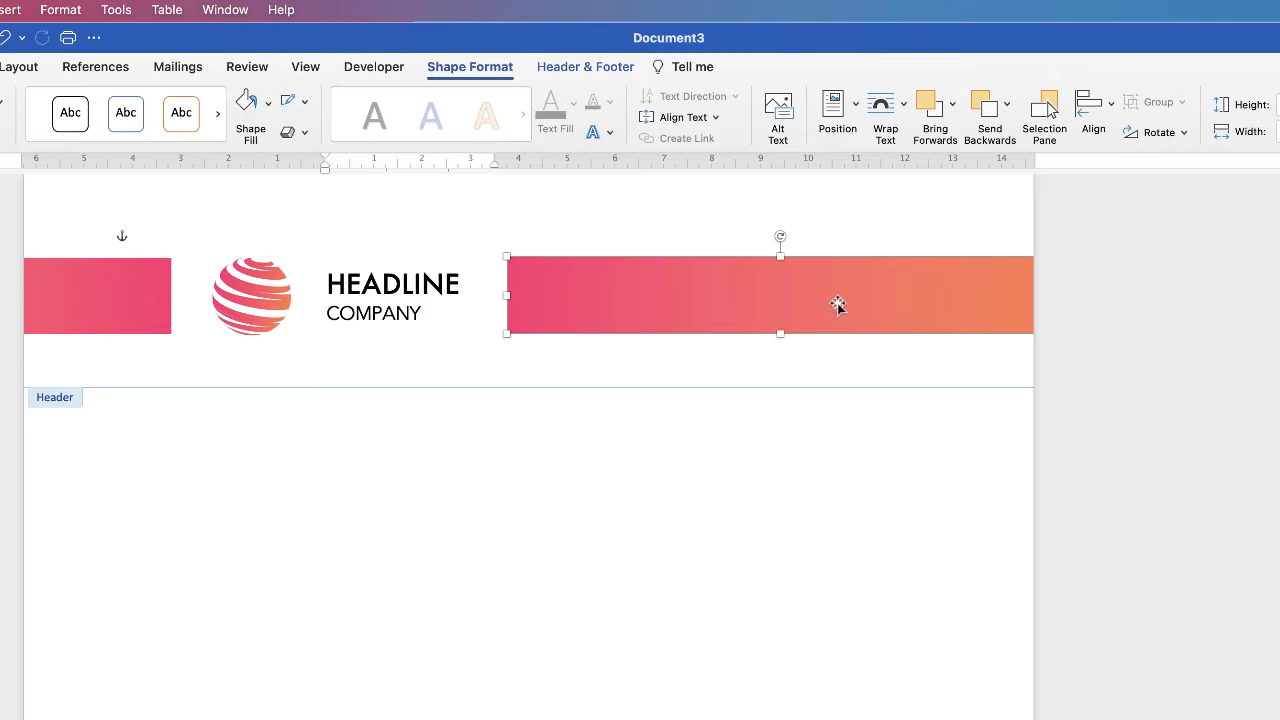 sert Format Tools Table Window Help
Document3
Layout References Mailings Review View Developer Shape Format Header & Footer Tell me
Abc Abc Abc
Shape Fill
A A A
Text Fill
A A
Text Direction
Align Text
Create Link
Alt Text
Position
Wrap Text
Bring Forwards
Send Backwards
Selection Pane
Align
Group
Rotate
Height:
Width:
6 5 4 3 2 1 1 2 3 4 5 6 7 8 9 10 11 12 13 14
HEADLINE
COMPANY
Header